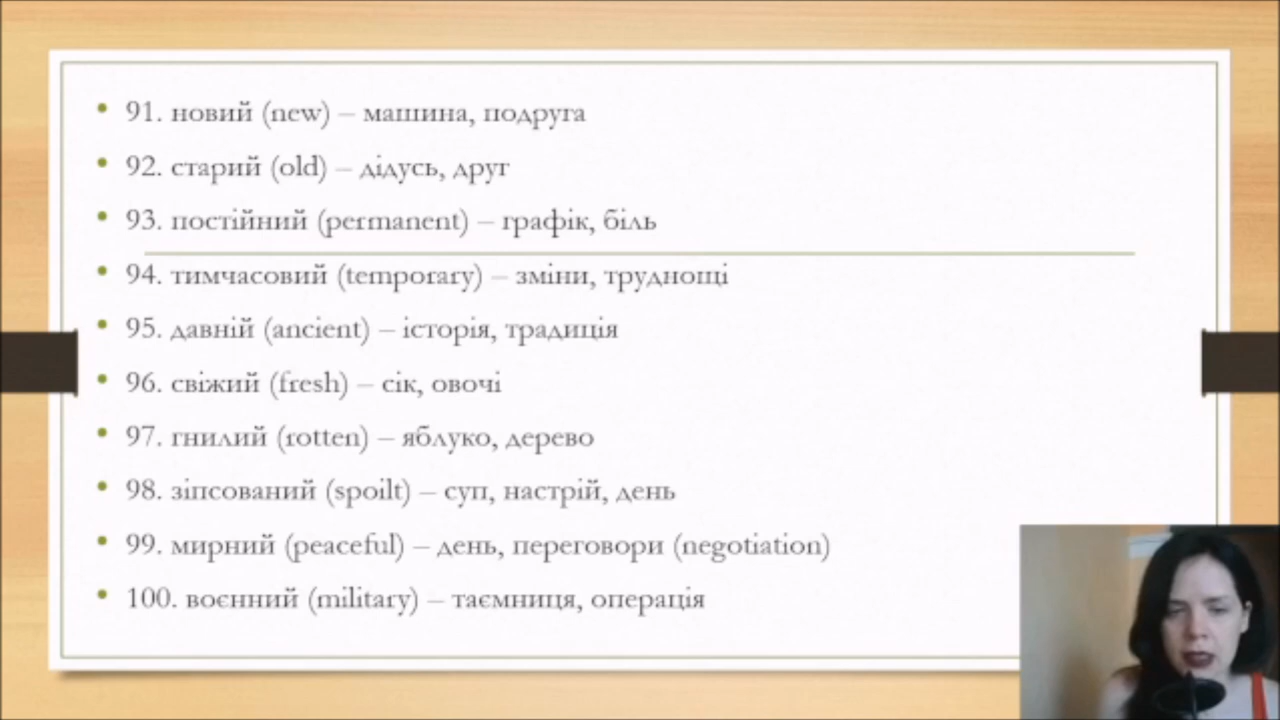 • 91. новий (new) – машина, подруга
• 92. старий (old) – дідусь, друг
• 93. постійний (permanent) – графік, біль
• 94. тимчасовий (temporary) – зміни, труднощі
• 95. давній (ancient) – історія, традиція
• 96. свіжий (fresh) – сік, овочі
• 97. гнилий (rotten) – яблуко, дерево
• 98. зіпсований (spoilt) – суп, настрій, день
• 99. мирний (peaceful) – день, переговори (negotiation)
• 100. воєнний (military) – таємниця, операція